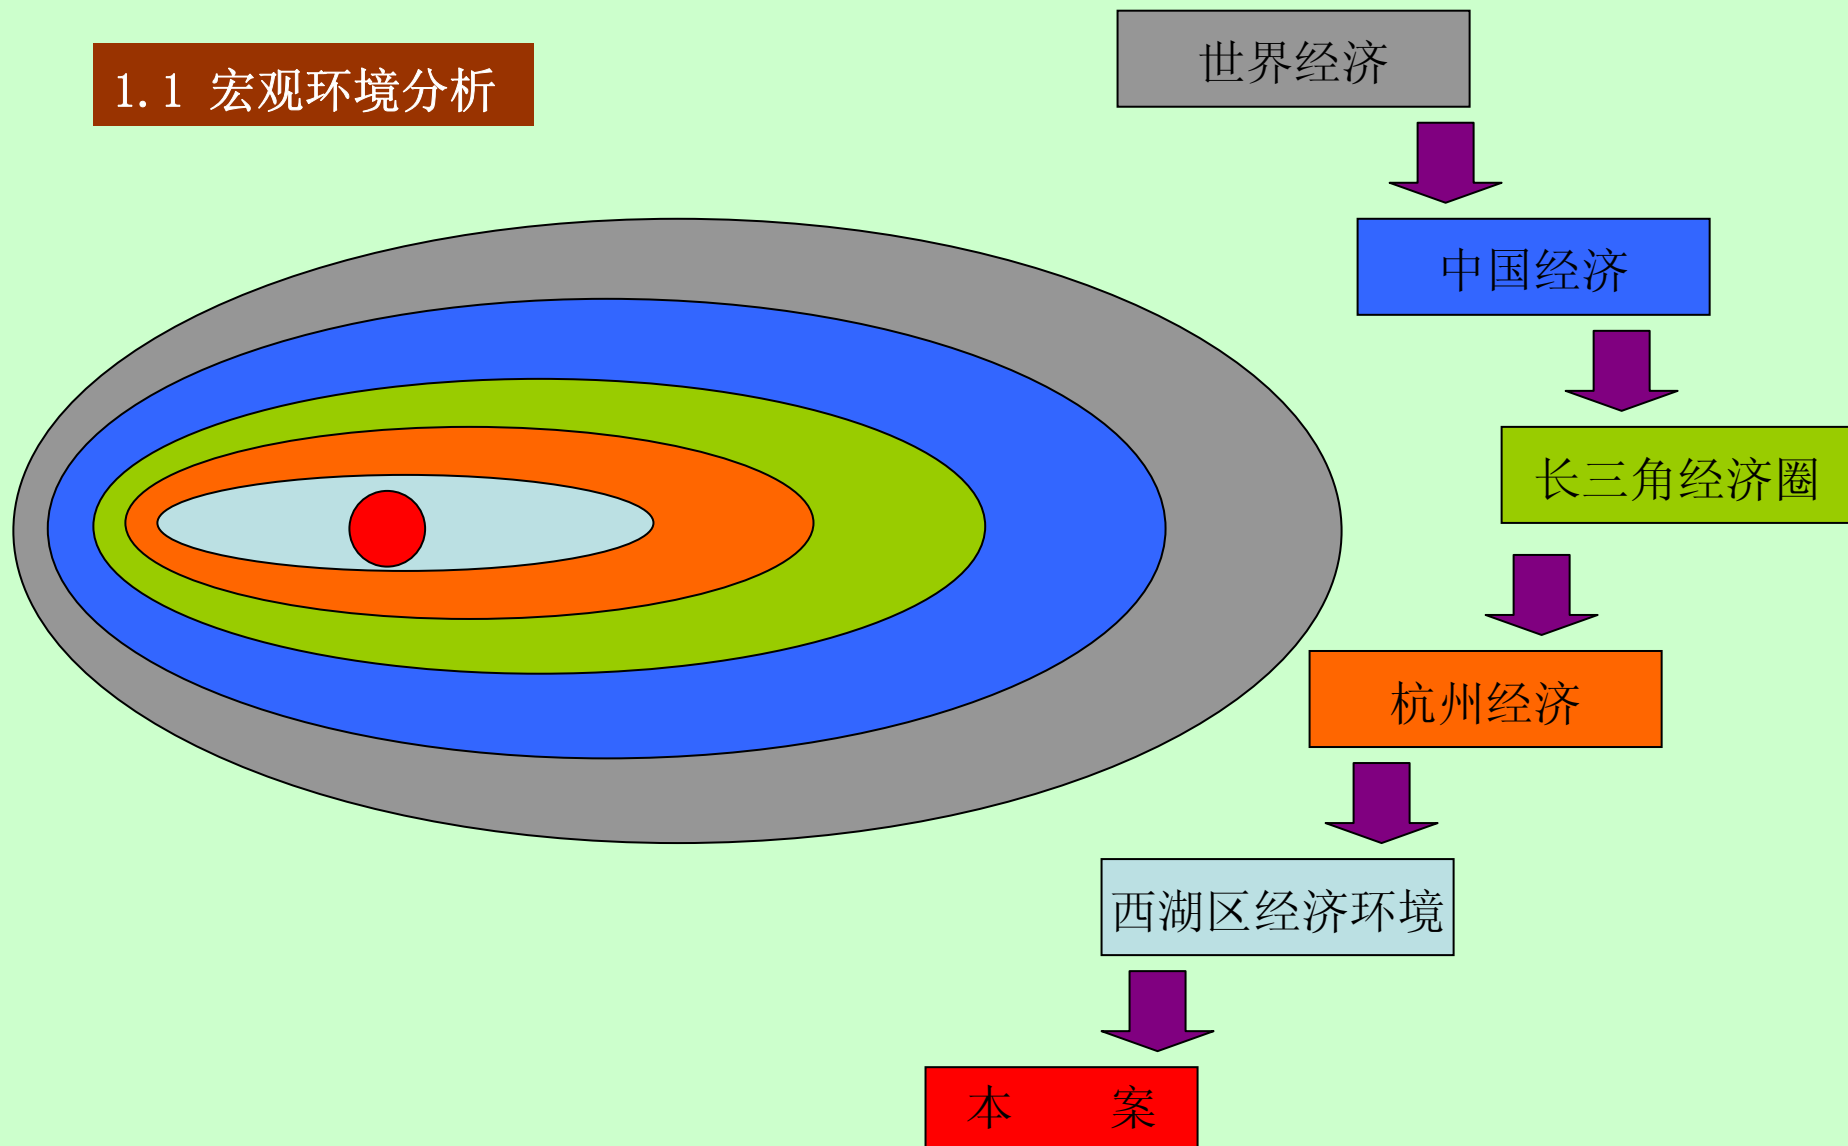 1.1 宏观环境分析
世界经济
中国经济
长三角经济圈
杭州经济
西湖区经济环境
本 案